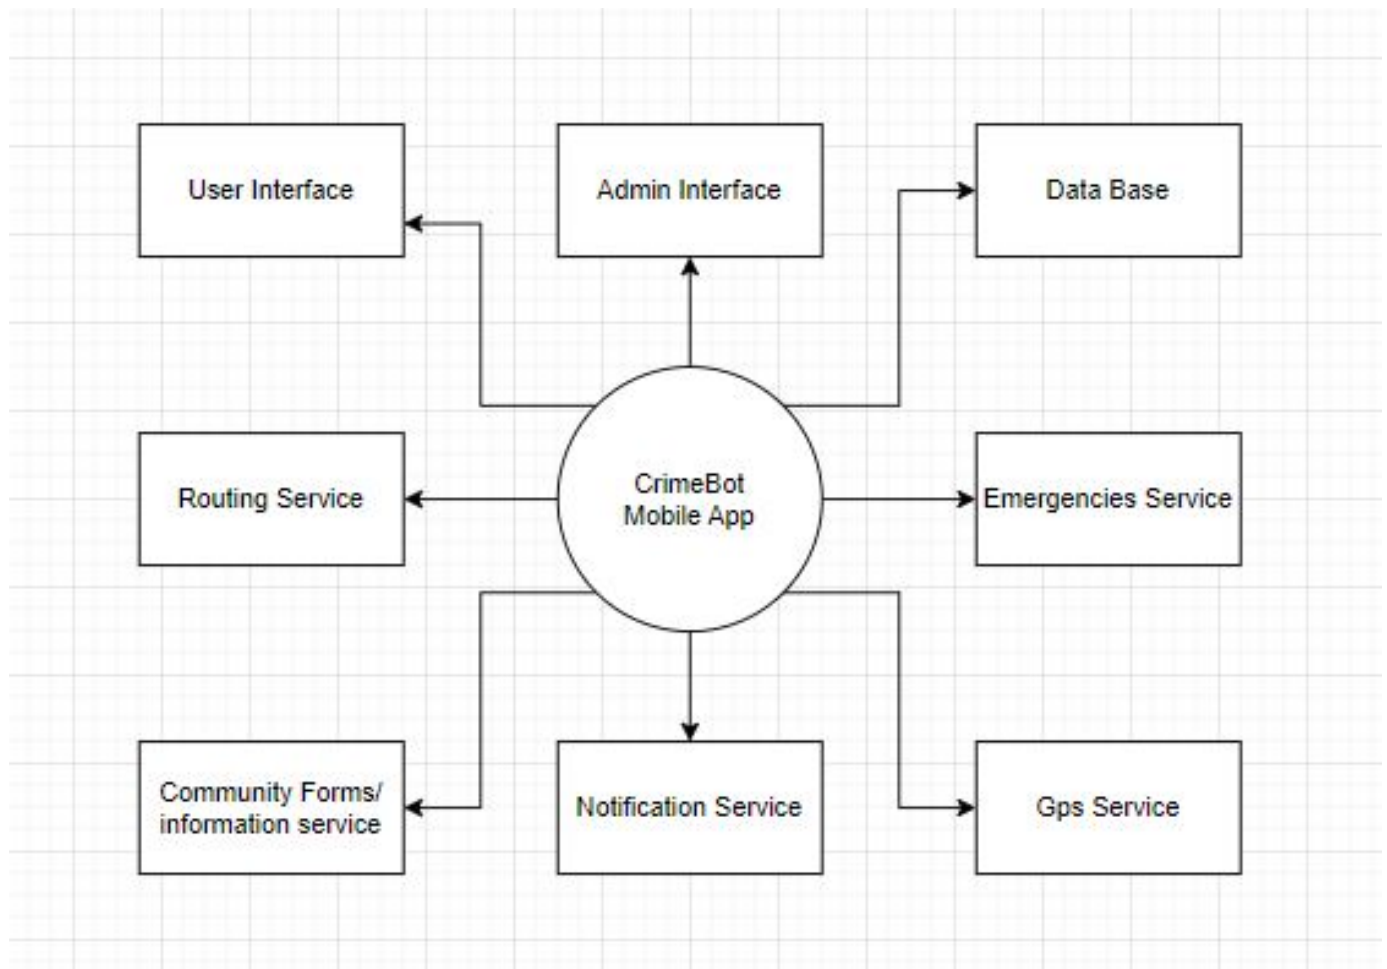 User Interface
Admin Interface
Data Base
Routing Service
CrimeBot
Mobile App
Emergencies Service
Community Forms/
information service
Notification Service
Gps Service